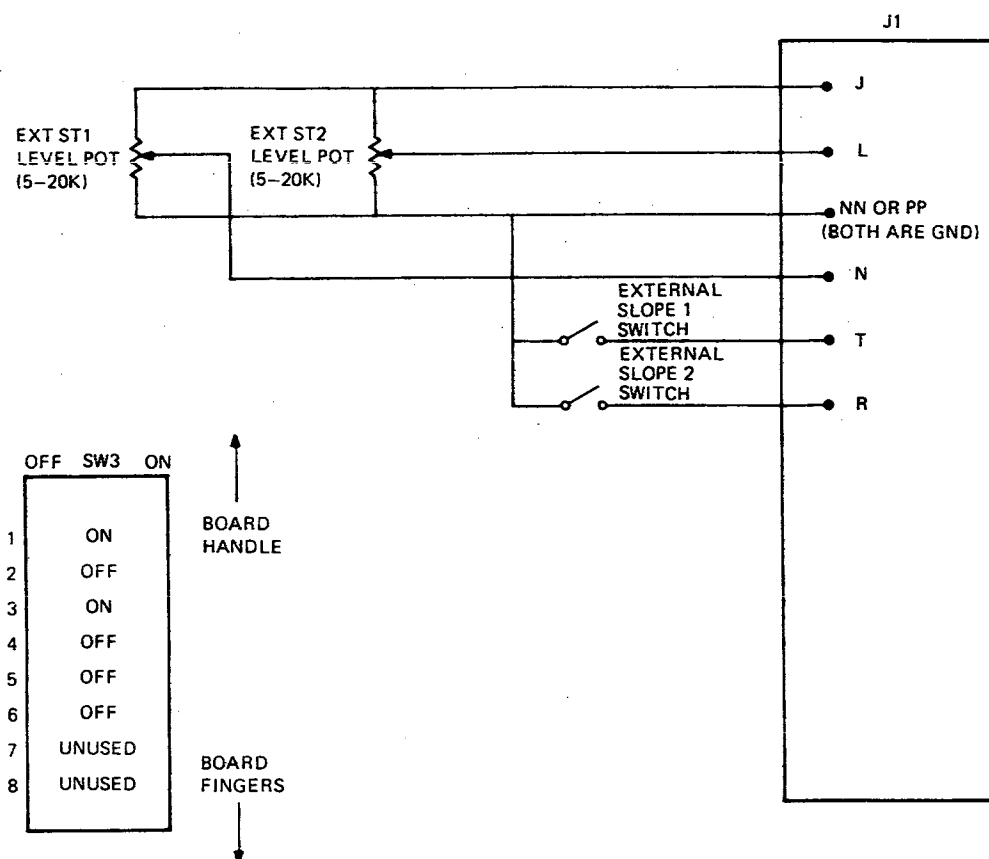 J1
J
EXT ST1
LEVEL POT
(5–20K)
EXT ST2
LEVEL POT
(5–20K)
L
NN OR PP
(BOTH ARE GND)
N
EXTERNAL
SLOPE 1
SWITCH
T
EXTERNAL
SLOPE 2
SWITCH
R
OFF SW3 ON
1 ON
2 OFF
3 ON
4 OFF
5 OFF
6 OFF
7 UNUSED
8 UNUSED
BOARD
HANDLE
BOARD
FINGERS